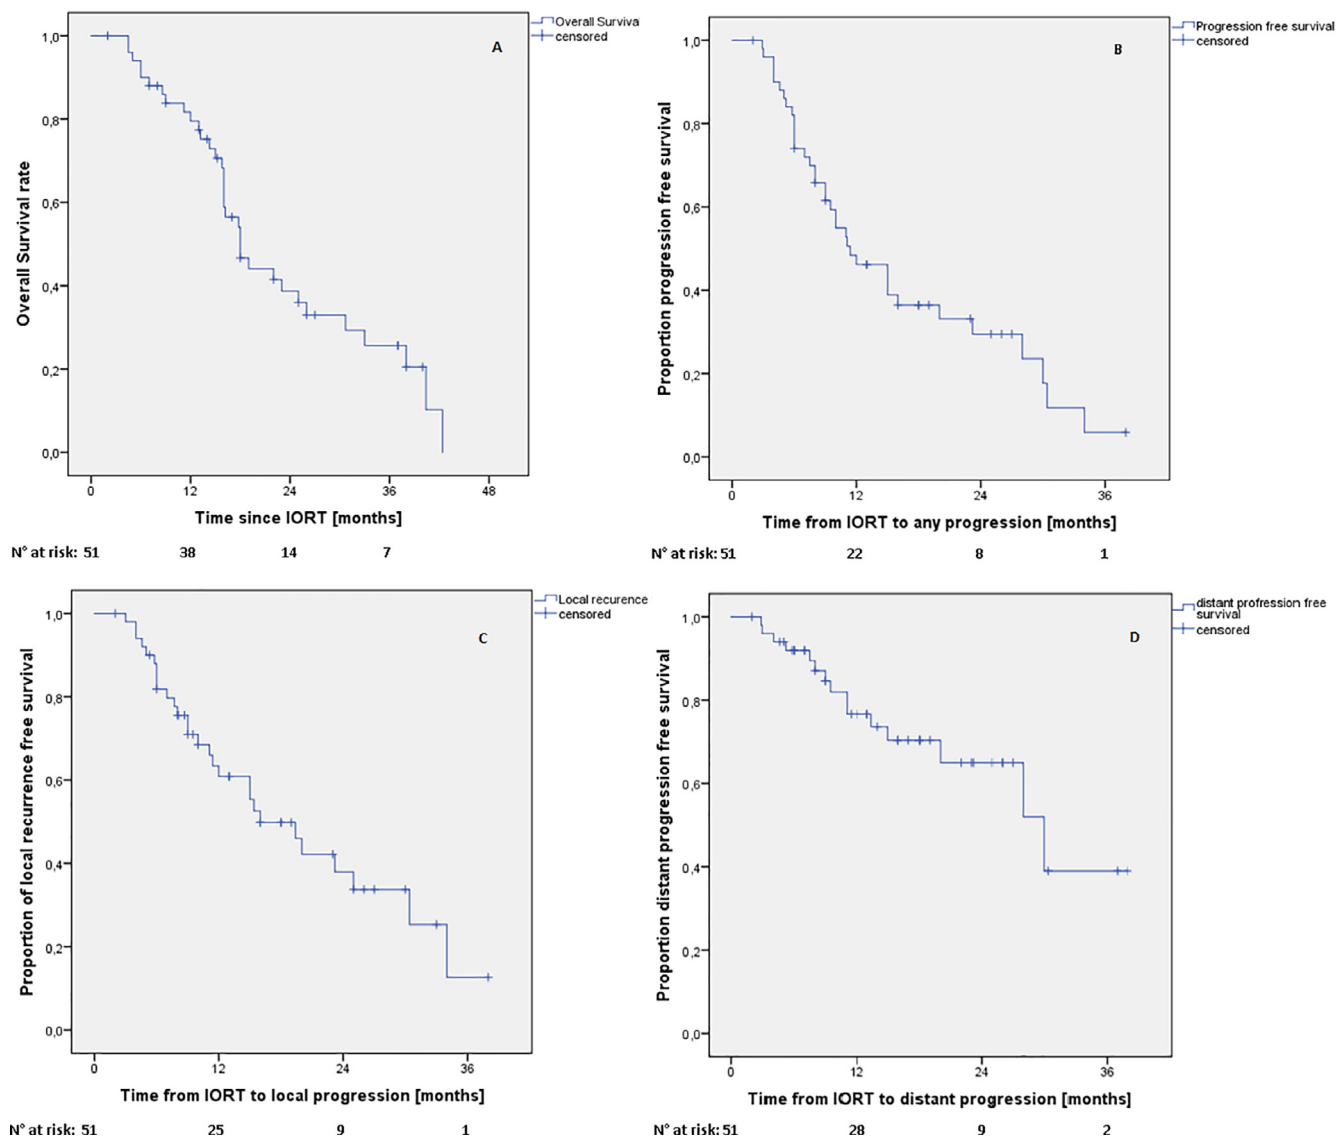 Overall Surviva
censored
A
Overall Survival rate
1,0
0,8
0,6
0,4
0,2
0,0
0 12 24 36 48
Time since IORT [months]
N° at risk: 51 38 14 7
Progression free survival
censored
B
Proportion progression free survival
1,0
0,8
0,6
0,4
0,2
0,0
0 12 24 36
Time from IORT to any progression [months]
N° at risk: 51 22 8 1
Local recurence
censored
C
Proportion of local recurrence free survival
1,0
0,8
0,6
0,4
0,2
0,0
0 12 24 36
Time from IORT to local progression [months]
N° at risk: 51 25 9 1
distant profression free
survival
censored
D
Proportion distant progression free survival
1,0
0,8
0,6
0,4
0,2
0,0
0 12 24 36
Time from IORT to distant progression [months]
N° at risk: 51 28 9 2